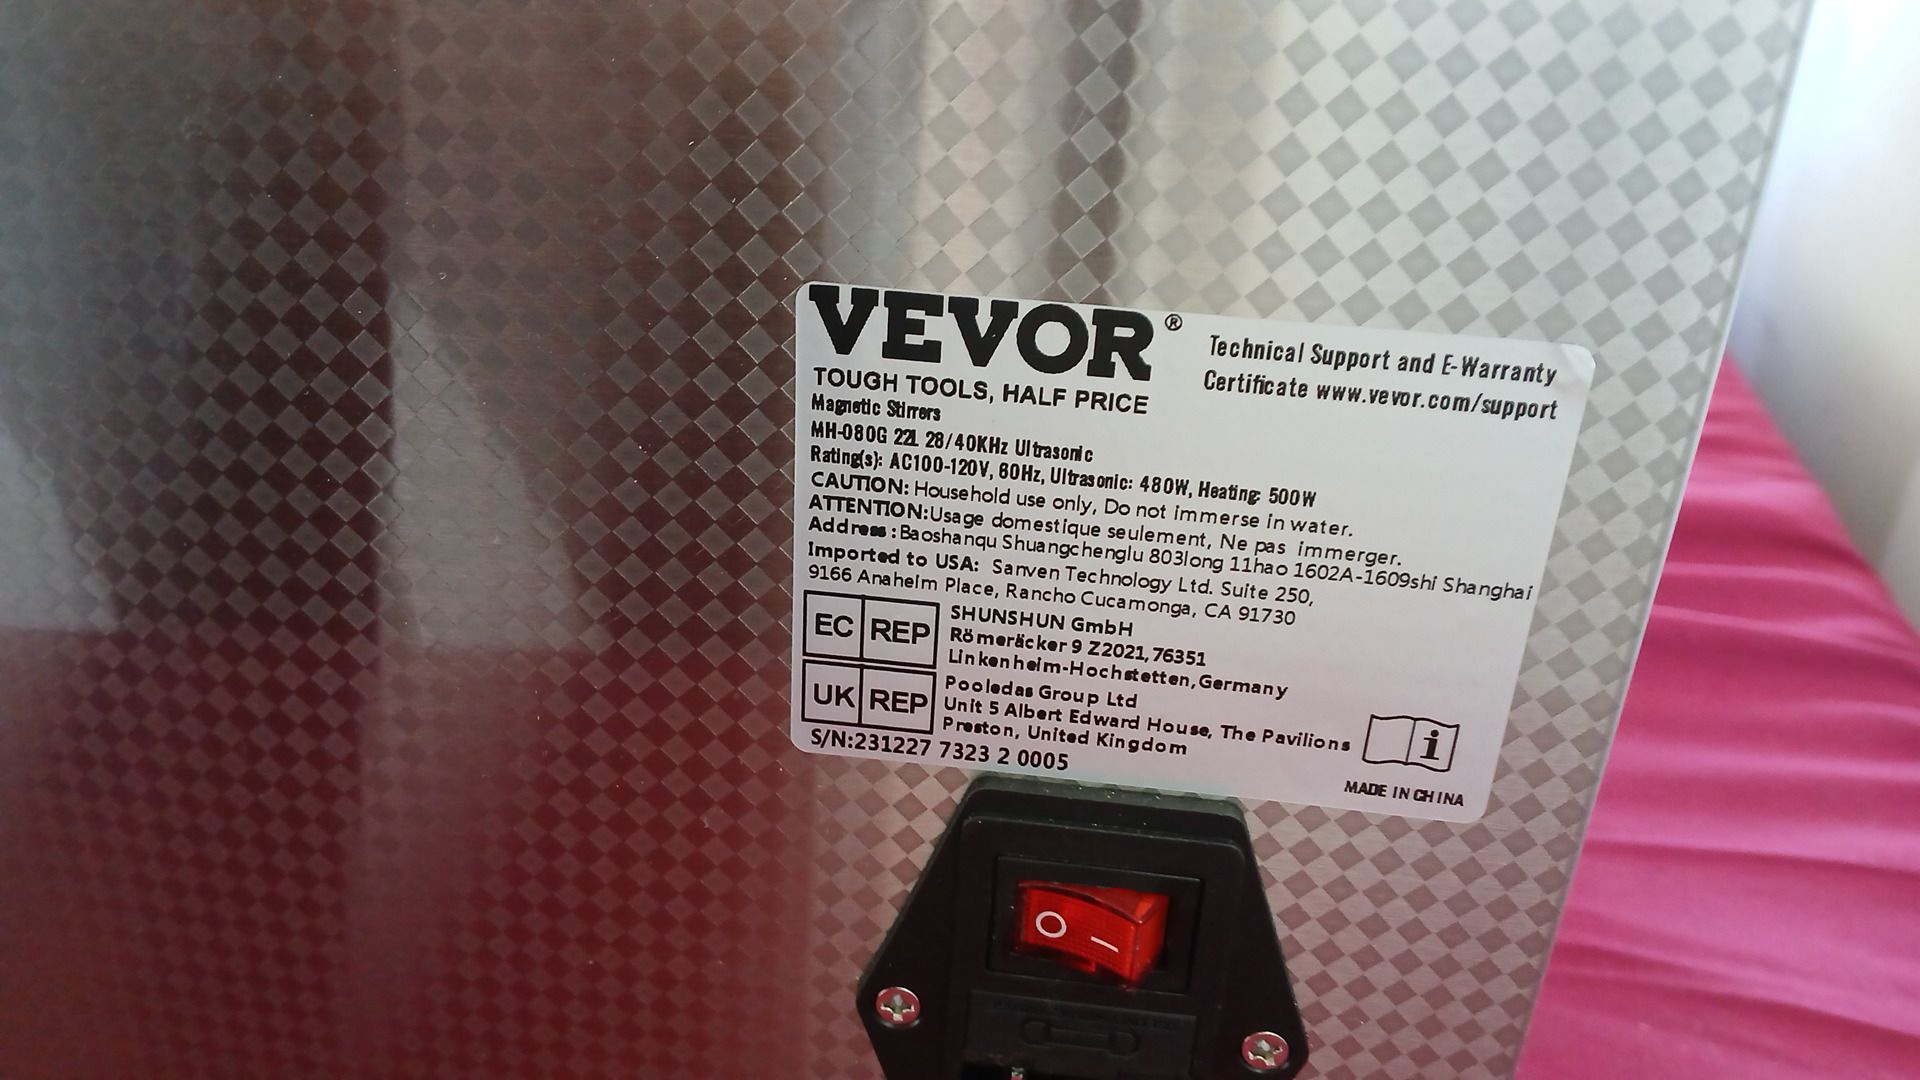 VEVOR®
TOUGH TOOLS, HALF PRICE
Technical Support and E-Warranty
Certificate www.vevor.com/support
Magnetic Stirrers
MH-080G 22L 28/40KHz Ultrasonic
Rating(s): AC100-120V, 60Hz, Ultrasonic: 480W, Heating: 500W
CAUTION: Household use only, Do not immerse in water.
ATTENTION:Usage domestique seulement, Ne pas immerger.
Address:Baoshanqu Shuangchenglu 803long 11hao 1602A-1609shi Shanghai
Imported to USA: Sanven Technology Ltd. Suite 250,
9166 Anaheim Place, Rancho Cucamonga, CA 91730
EC REP
SHUNSHUN GmbH
Römeräcker 9 Z2021,76351
Linkenheim-Hochstetten,Germany
UK REP
Pooledas Group Ltd
Unit 5 Albert Edward House, The Pavilions
Preston, United Kingdom
S/N:231227 7323 2 0005
i
MADE IN CHINA
O –